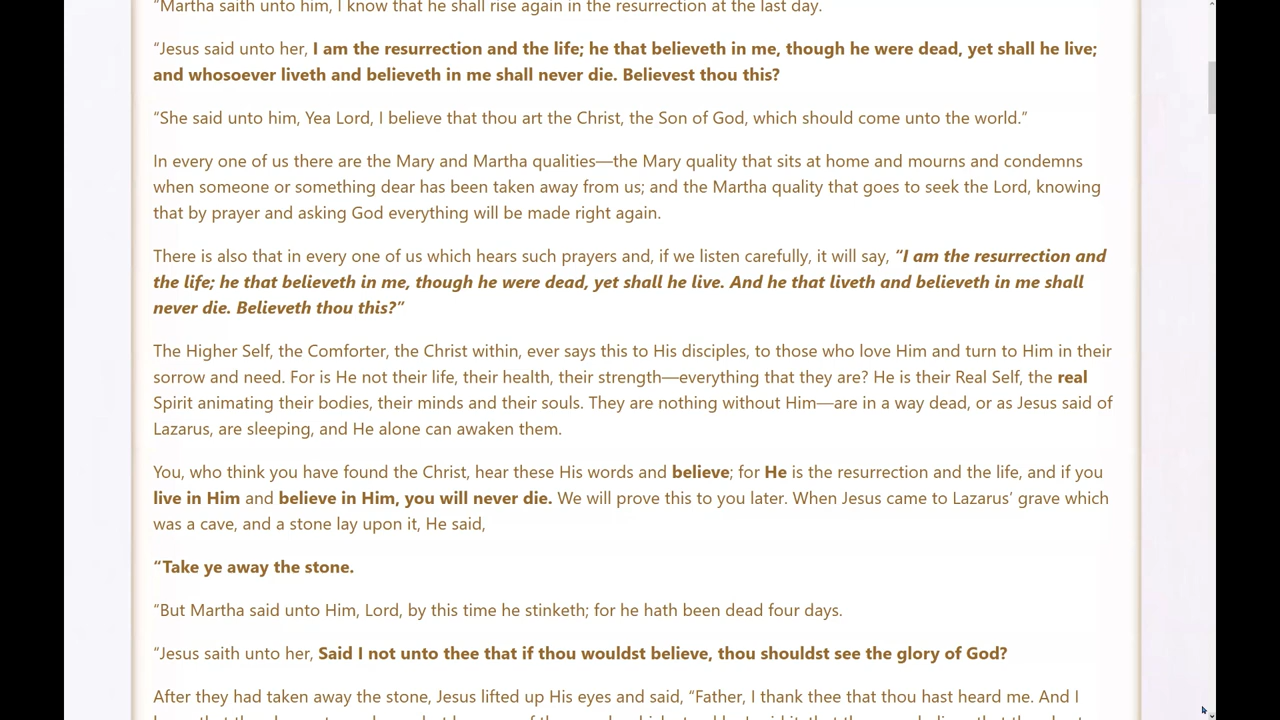 “Martha saith unto him, I know that he shall rise again in the resurrection at the last day.
“Jesus said unto her, I am the resurrection and the life; he that believeth in me, though he were dead, yet shall he live;
and whosoever liveth and believeth in me shall never die. Believest thou this?
“She said unto him, Yea Lord, I believe that thou art the Christ, the Son of God, which should come unto the world.”
In every one of us there are the Mary and Martha qualities—the Mary quality that sits at home and mourns and condemns
when someone or something dear has been taken away from us; and the Martha quality that goes to seek the Lord, knowing
that by prayer and asking God everything will be made right again.
There is also that in every one of us which hears such prayers and, if we listen carefully, it will say, “I am the resurrection and
the life; he that believeth in me, though he were dead, yet shall he live. And he that liveth and believeth in me shall
never die. Believeth thou this?”
The Higher Self, the Comforter, the Christ within, ever says this to His disciples, to those who love Him and turn to Him in their
sorrow and need. For is He not their life, their health, their strength—everything that they are? He is their Real Self, the real
Spirit animating their bodies, their minds and their souls. They are nothing without Him—are in a way dead, or as Jesus said of
Lazarus, are sleeping, and He alone can awaken them.
You, who think you have found the Christ, hear these His words and believe; for He is the resurrection and the life, and if you
live in Him and believe in Him, you will never die. We will prove this to you later. When Jesus came to Lazarus’ grave which
was a cave, and a stone lay upon it, He said,
“Take ye away the stone.
“But Martha said unto Him, Lord, by this time he stinketh; for he hath been dead four days.
“Jesus saith unto her, Said I not unto thee that if thou wouldst believe, thou shouldst see the glory of God?
After they had taken away the stone, Jesus lifted up His eyes and said, “Father, I thank thee that thou hast heard me. And I